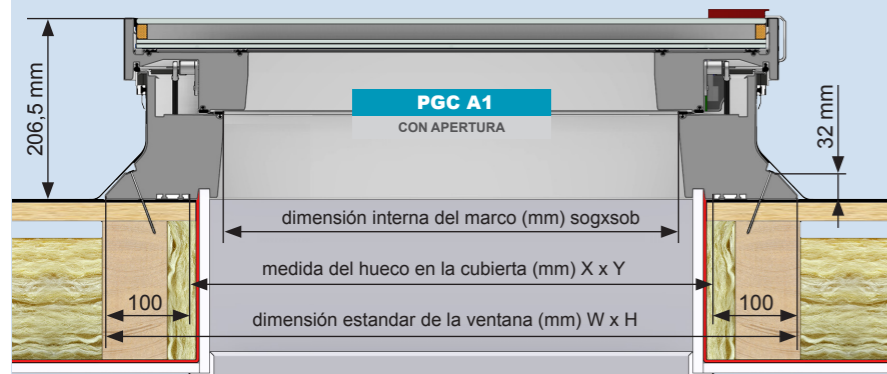 206,5 mm
PGC A1
CON APERTURA
32 mm
dimensión interna del marco (mm) sogxsob
medida del hueco en la cubierta (mm) X x Y
100
100
dimensión estandar de la ventana (mm) W x H